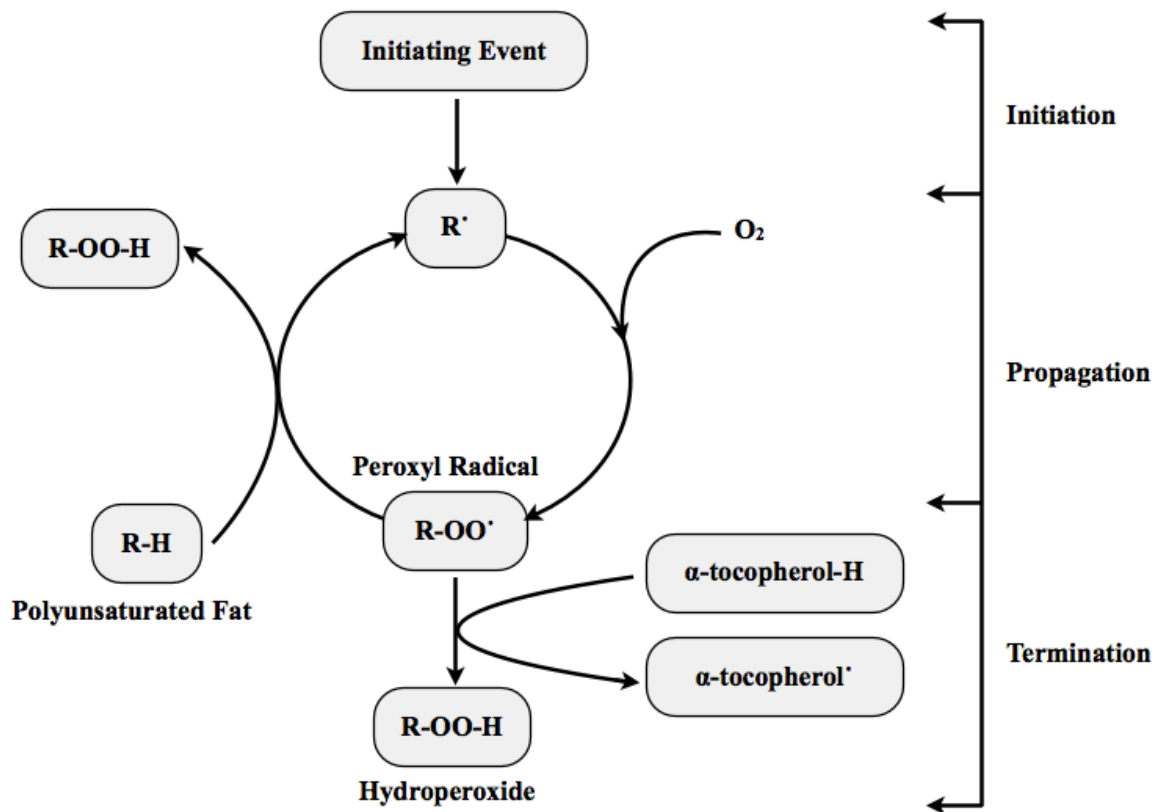 Initiating Event
Initiation
R˙
R-OO-H
O₂
Propagation
Peroxyl Radical
R-OO˙
R-H
α-tocopherol-H
Polyunsaturated Fat
Termination
α-tocopherol˙
R-OO-H
Hydroperoxide